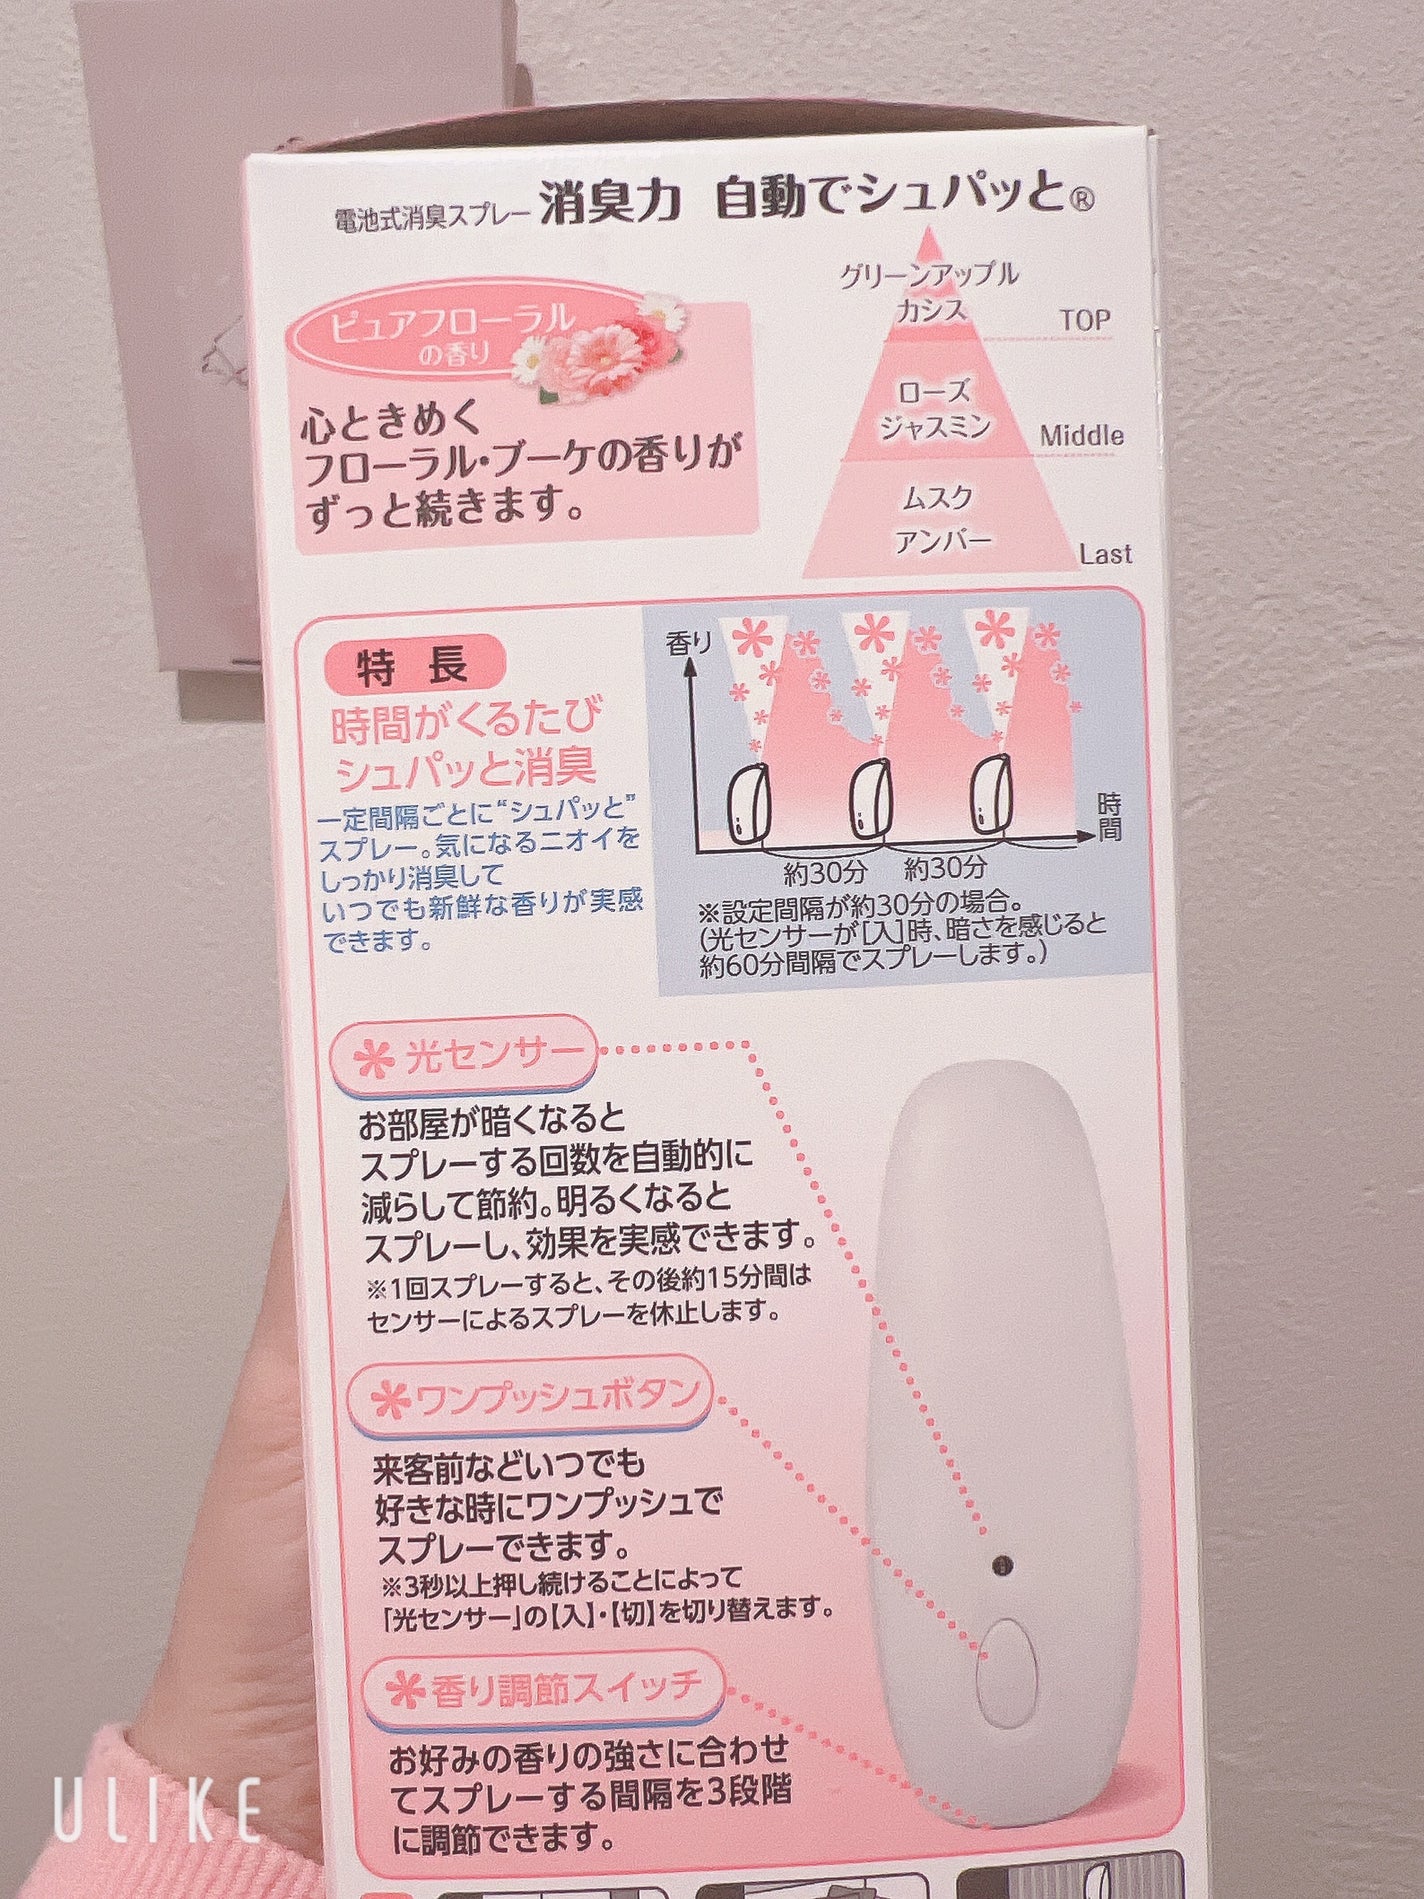 電池式消臭スプレー 消臭力 自動でシュパッと®
ピュアフローラル
の香り
心ときめく
フローラル・ブーケの香りが
ずっと続きます。
グリーンアップル
カシス
TOP
ローズ
ジャスミン
Middle
ムスク
アンバー
Last
特長
時間がくるたび
シュパッと消臭
一定間隔ごとに“シュパッと”
スプレー。気になるニオイを
しっかり消臭して
いつでも新鮮な香りが実感
できます。
香り
時間
約30分 約30分
※設定間隔が約30分の場合。
(光センサーが[入]時、暗さを感じると
約60分間隔でスプレーします。)
光センサー
お部屋が暗くなると
スプレーする回数を自動的に
減らして節約。明るくなると
スプレーし、効果を実感できます。
※1回スプレーすると、その後約15分間は
センサーによるスプレーを休止します。
ワンプッシュボタン
来客前などいつでも
好きな時にワンプッシュで
スプレーできます。
※3秒以上押し続けることによって
「光センサー」の【入】・【切】を切り替えます。
香り調節スイッチ
お好みの香りの強さに合わせ
てスプレーする間隔を3段階
に調節できます。
ULIKE